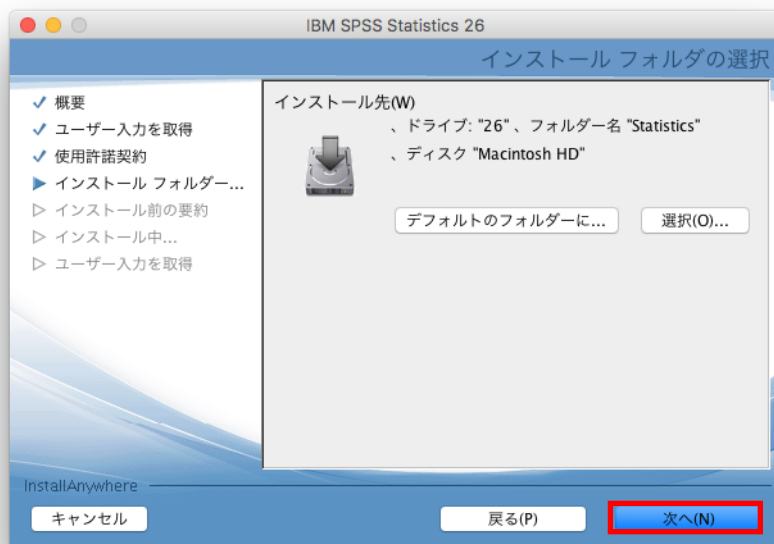 IBM SPSS Statistics 26
インストール フォルダの選択
概要
ユーザー入力を取得
使用許諾契約
インストール フォルダー...
インストール前の要約
インストール中...
ユーザー入力を取得
インストール先(W)
、ドライブ: "26" 、フォルダー名 "Statistics"
、ディスク "Macintosh HD"
デフォルトのフォルダーに... 選択(O)...
InstallAnywhere
キャンセル 戻る(P) 次へ(N)